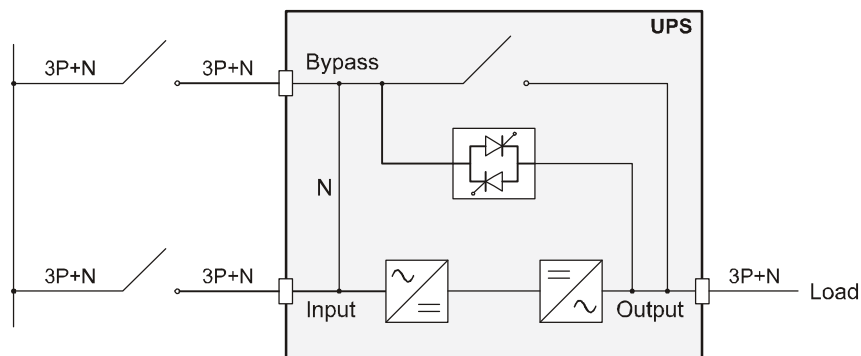 UPS
3P+N
3P+N
Bypass
N
3P+N
3P+N
Input
Output
3P+N
Load